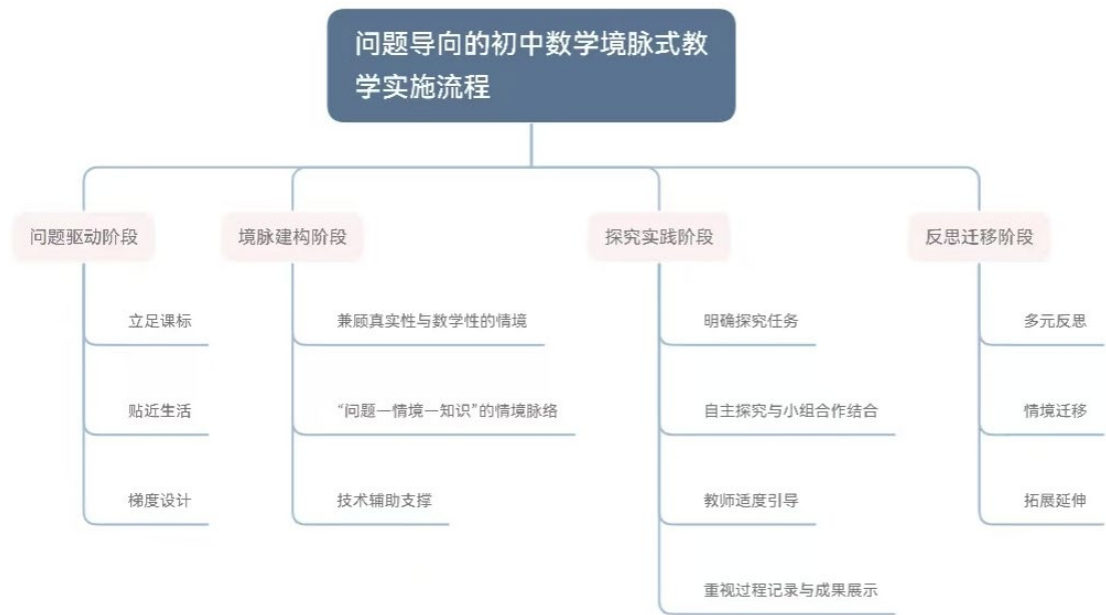 问题导向的初中数学境脉式教
学实施流程
问题驱动阶段
立足课标
贴近生活
梯度设计
境脉建构阶段
兼顾真实性与数学性的情境
“问题—情境—知识”的情境脉络
技术辅助支撑
探究实践阶段
明确探究任务
自主探究与小组合作结合
教师适度引导
重视过程记录与成果展示
反思迁移阶段
多元反思
情境迁移
拓展延伸